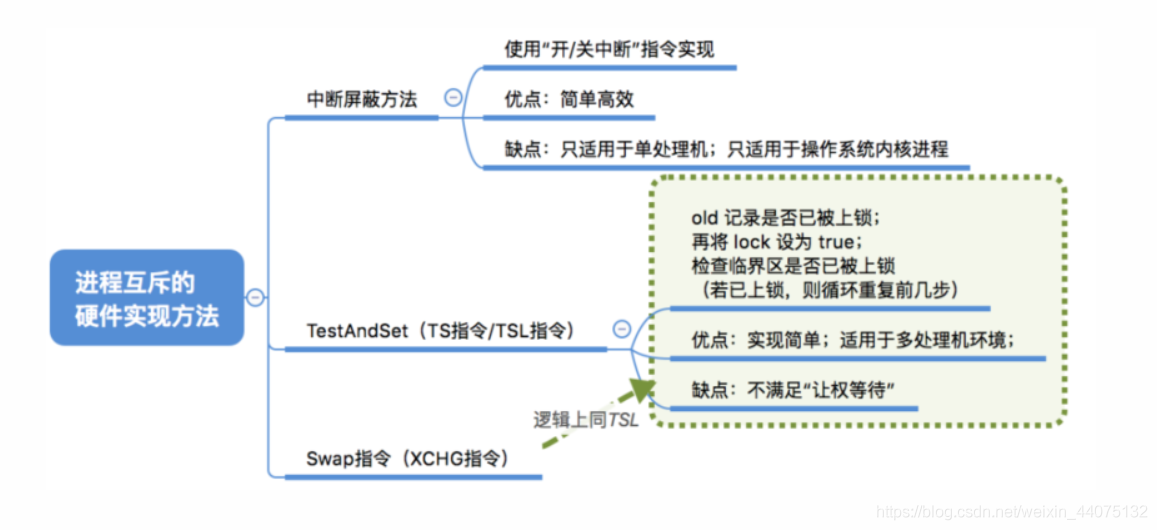 使用“开/关中断”指令实现
中断屏蔽方法
优点：简单高效
缺点：只适用于单处理机；只适用于操作系统内核进程
old 记录是否已被上锁；
再将 lock 设为 true；
检查临界区是否已被上锁
（若已上锁，则循环重复前几步）
进程互斥的
硬件实现方法
TestAndSet（TS指令/TSL指令）
优点：实现简单；适用于多处理机环境；
缺点：不满足“让权等待”
逻辑上同TSL
Swap指令（XCHG指令）
https://blog.csdn.net/weixin_44075132